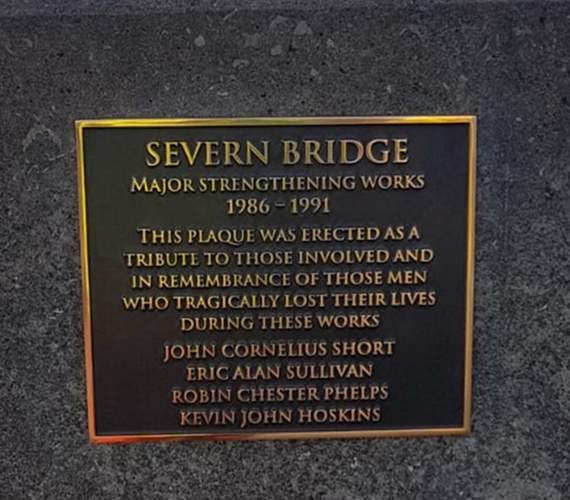 SEVERN BRIDGE
MAJOR STRENGTHENING WORKS
1986 - 1991
THIS PLAQUE WAS ERECTED AS A
TRIBUTE TO THOSE INVOLVED AND
IN REMEMBRANCE OF THOSE MEN
WHO TRAGICALLY LOST THEIR LIVES
DURING THESE WORKS
JOHN CORNELIUS SHORT
ERIC ALAN SULLIVAN
ROBIN CHESTER PHELPS
KEVIN JOHN HOSKINS